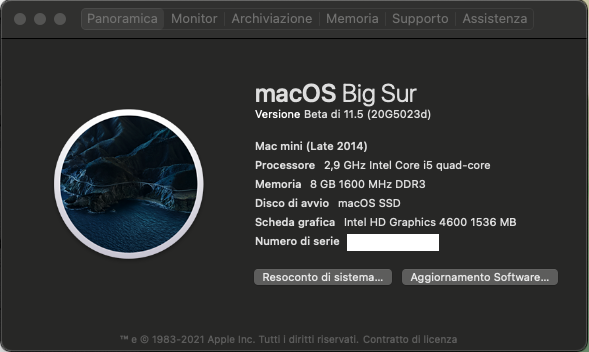 Panoramica Monitor Archiviazione Memoria Supporto Assistenza
macOS Big Sur
Versione Beta di 11.5 (20G5023d)
Mac mini (Late 2014)
Processore 2,9 GHz Intel Core i5 quad-core
Memoria 8 GB 1600 MHz DDR3
Disco di avvio macOS SSD
Scheda grafica Intel HD Graphics 4600 1536 MB
Numero di serie
Resoconto di sistema... Aggiornamento Software...
™ e © 1983-2021 Apple Inc. Tutti i diritti riservati. Contratto di licenza